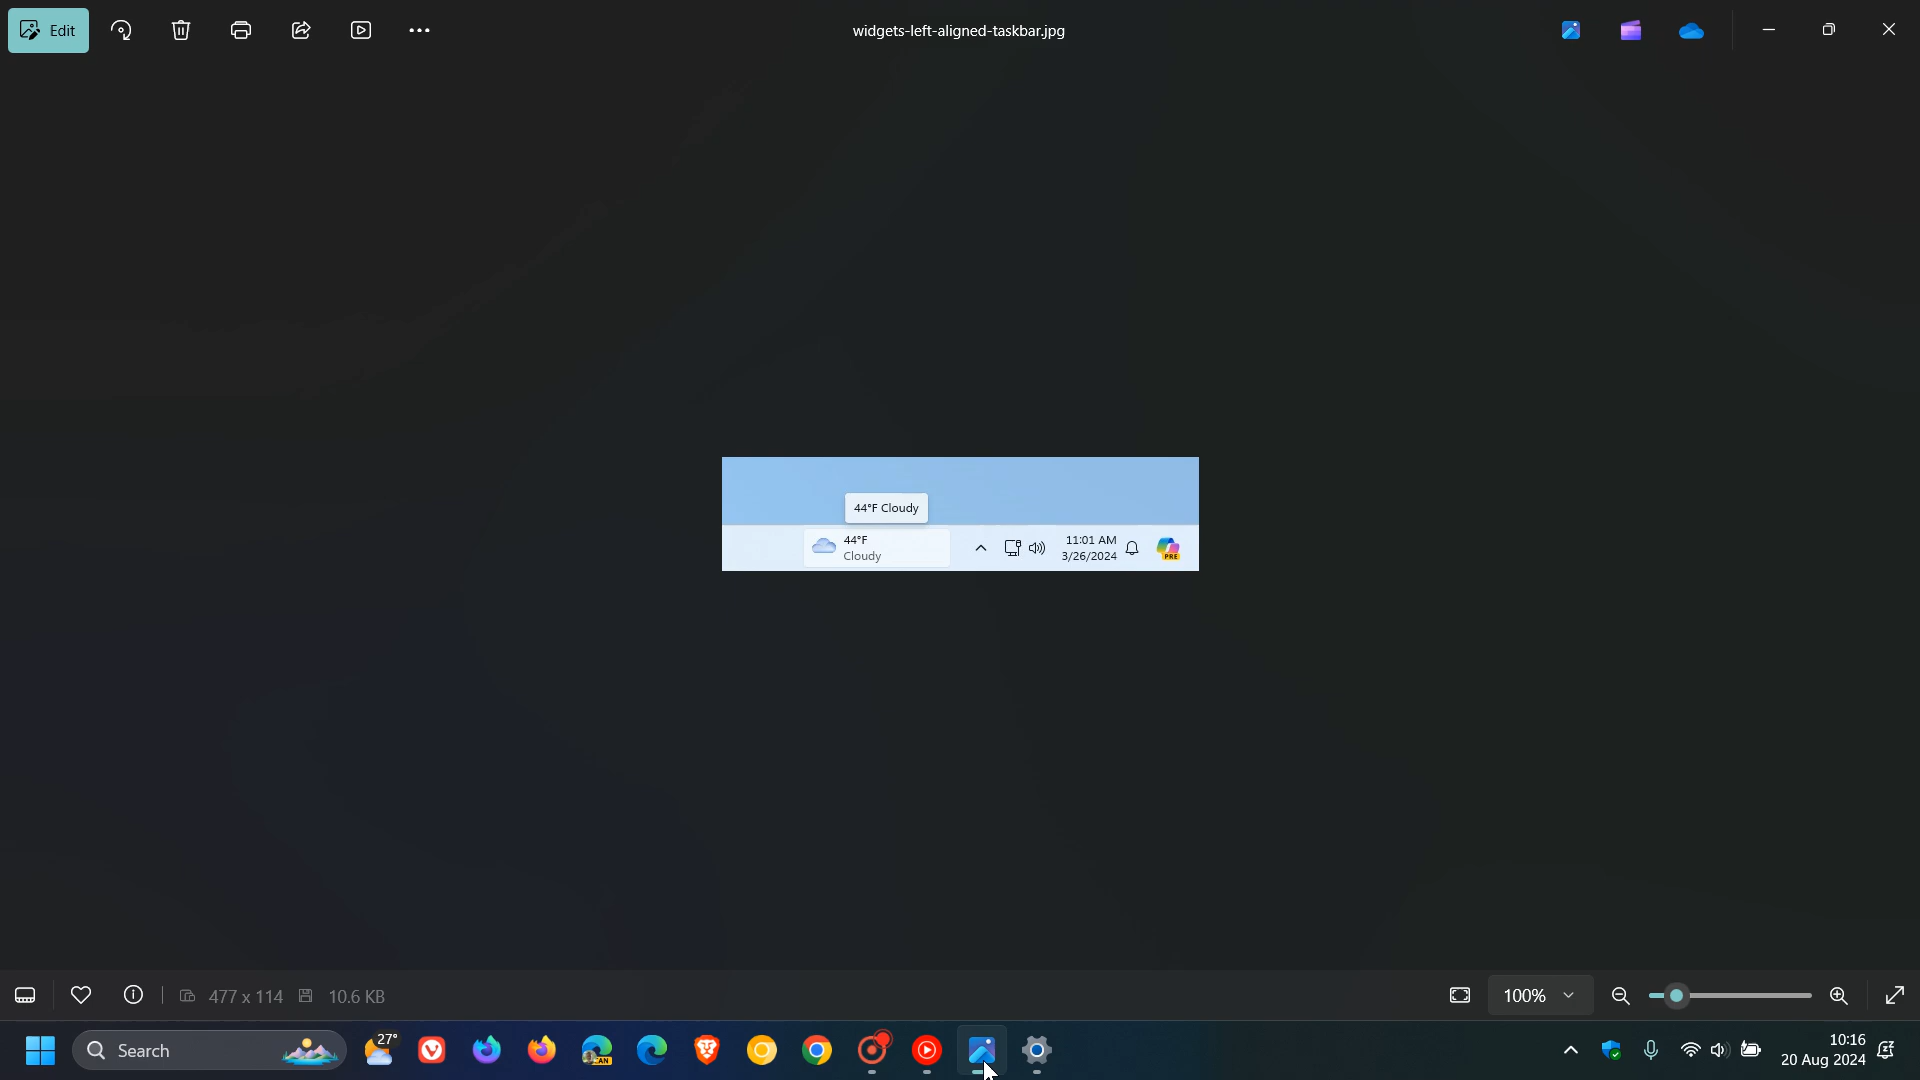 Edit
widgets-left-aligned-taskbar.jpg
44°F Cloudy
44°F
Cloudy
11:01 AM
3/26/2024
PRE
477 x 114
10.6 KB
100%
Search
27°
CAN
10:16
20 Aug 2024